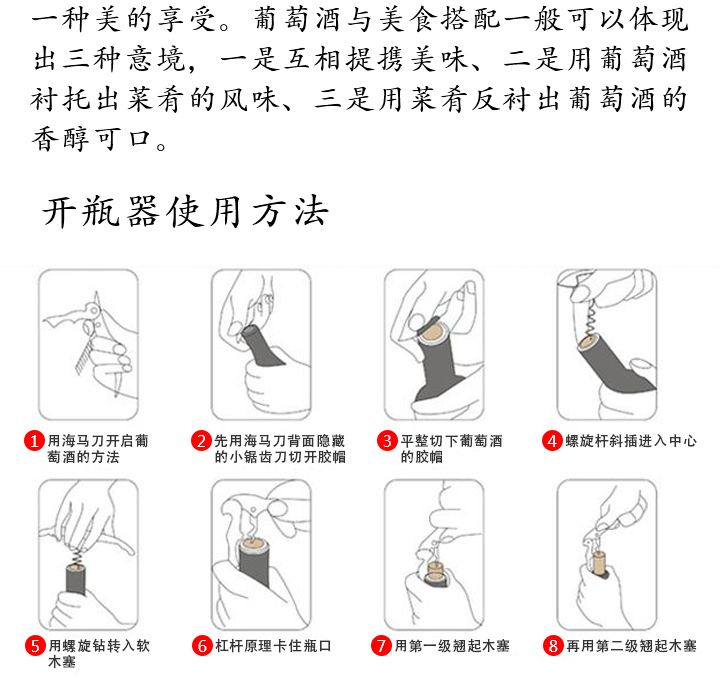 一种美的享受。葡萄酒与美食搭配一般可以体现
出三种意境，一是互相提携美味、二是用葡萄酒
衬托出菜肴的风味、三是用菜肴反衬出葡萄酒的
香醇可口。
开瓶器使用方法
1 用海马刀开启葡
萄酒的方法
2 先用海马刀背面隐藏
的小锯齿刀切开胶帽
3 平整切下葡萄酒
的胶帽
4 螺旋杆斜插进入中心
5 用螺旋钻转入软
木塞
6 杠杆原理卡住瓶口
7 用第一级翘起木塞
8 再用第二级翘起木塞